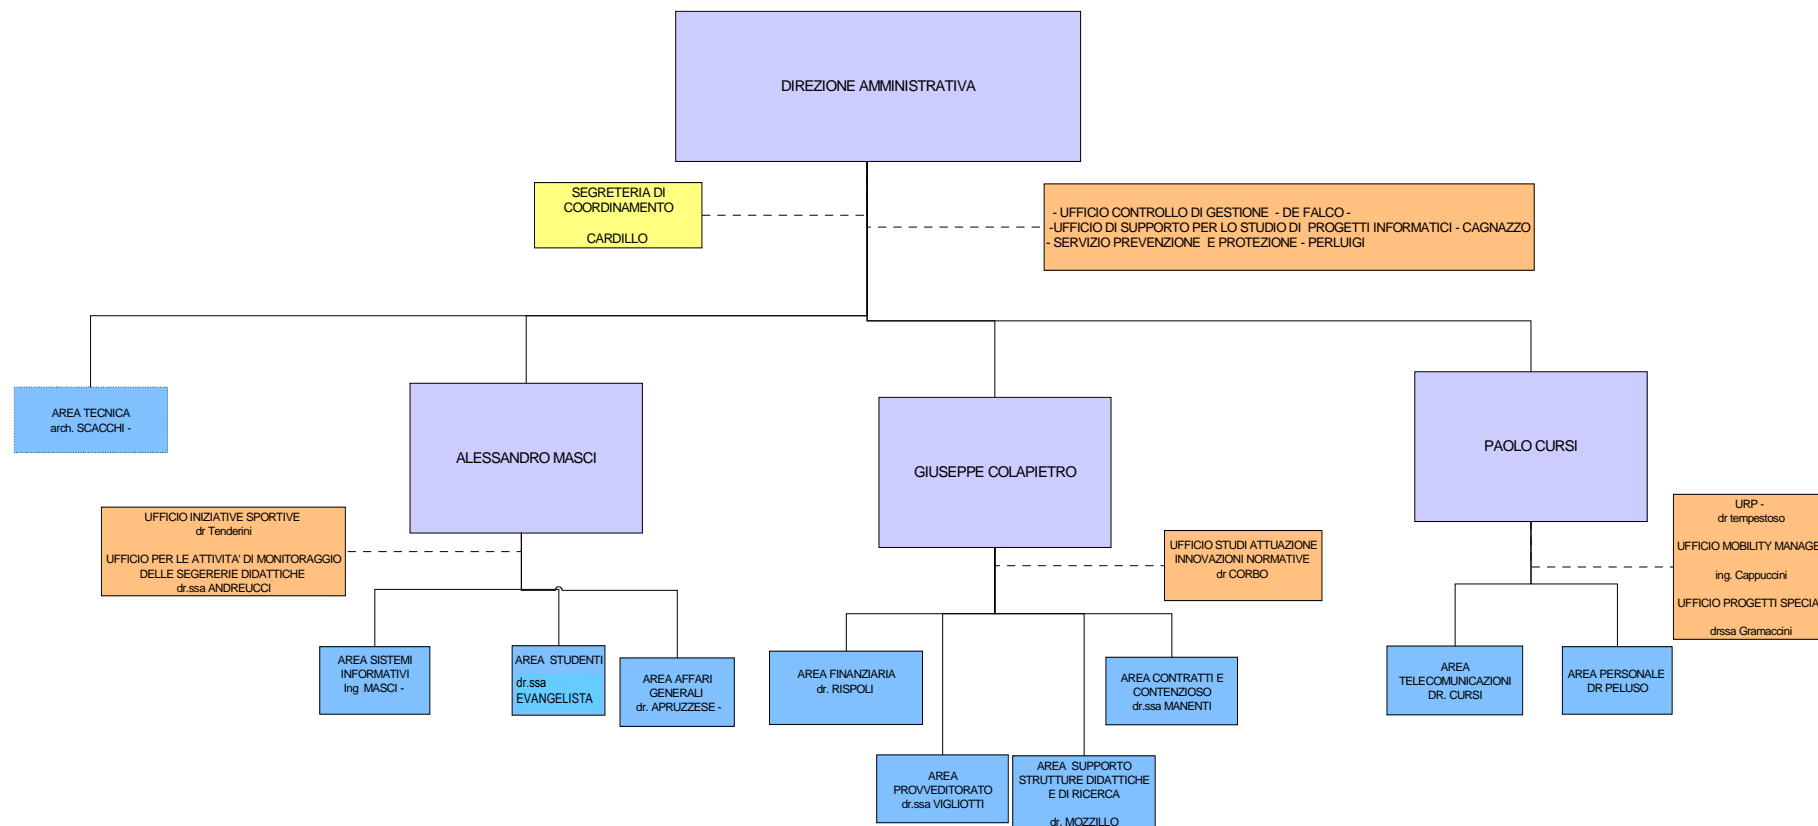 DIREZIONE AMMINISTRATIVA
SEGRETERIA DI
COORDINAMENTO
CARDILLO
- UFFICIO CONTROLLO DI GESTIONE - DE FALCO -
-UFFICIO DI SUPPORTO PER LO STUDIO DI PROGETTI INFORMATICI - CAGNAZZO
- SERVIZIO PREVENZIONE E PROTEZIONE - PERLUIGI
AREA TECNICA
arch. SCACCHI -
ALESSANDRO MASCI
GIUSEPPE COLAPIETRO
PAOLO CURSI
UFFICIO INIZIATIVE SPORTIVE
dr Tenderini
UFFICIO PER LE ATTIVITA' DI MONITORAGGIO
DELLE SEGERERIE DIDATTICHE
dr.ssa ANDREUCCI
UFFICIO STUDI ATTUAZIONE
INNOVAZIONI NORMATIVE
dr CORBO
URP -
dr tempestoso
UFFICIO MOBILITY MANAGE
ing. Cappuccini
UFFICIO PROGETTI SPECIA
drssa Gramaccini
AREA SISTEMI
INFORMATIVI
Ing MASCI -
AREA STUDENTI
dr.ssa
EVANGELISTA
AREA AFFARI
GENERALI
dr. APRUZZESE -
AREA FINANZIARIA
dr. RISPOLI
AREA CONTRATTI E
CONTENZIOSO
dr.ssa MANENTI
AREA
TELECOMUNICAZIONI
DR. CURSI
AREA PERSONALE
DR PELUSO
AREA
PROVVEDITORATO
dr.ssa VIGLIOTTI
AREA SUPPORTO
STRUTTURE DIDATTICHE
E DI RICERCA
dr. MOZZILLO